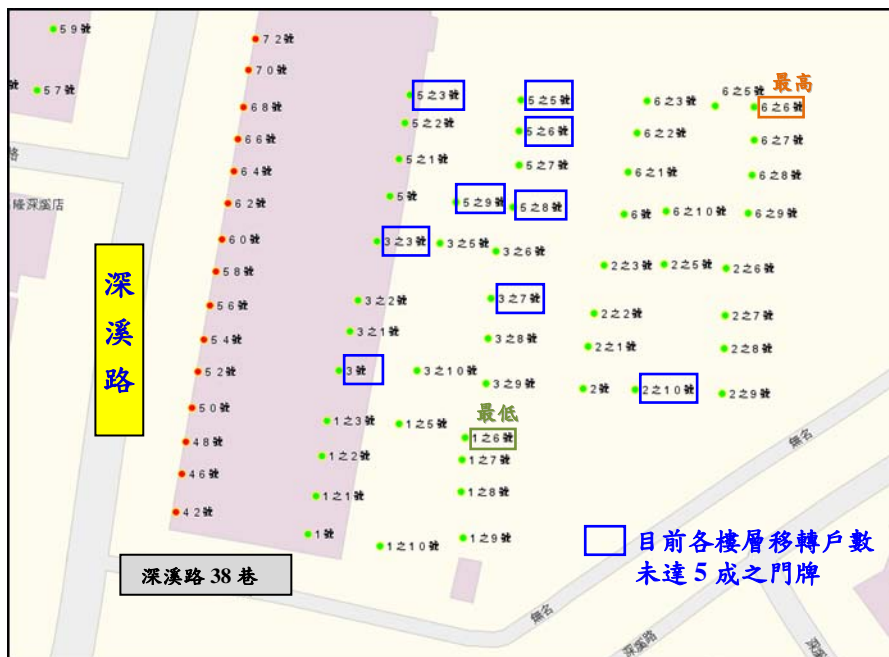 59號
57號
路
隆深溪店
深溪路
72號
70號
68號
66號
64號
62號
60號
58號
56號
54號
52號
50號
48號
46號
42號
5之3號
5之2號
5之1號
5號
3之3號
3之2號
3之1號
3號
1之3號
1之2號
1之1號
1號
5之5號
5之6號
5之7號
5之9號
5之8號
3之5號
3之6號
3之7號
3之8號
3之10號
3之9號
1之5號
最低
1之6號
1之7號
1之8號
1之10號
1之9號
6之3號
6之2號
6之1號
6號
6之10號
2之3號
2之5號
2之2號
2之1號
2號
2之10號
6之5號
最高
6之6號
6之7號
6之8號
6之9號
2之6號
2之7號
2之8號
2之9號
無名
無名
深溪路
目前各樓層移轉戶數
未達5成之門牌
深溪路38巷